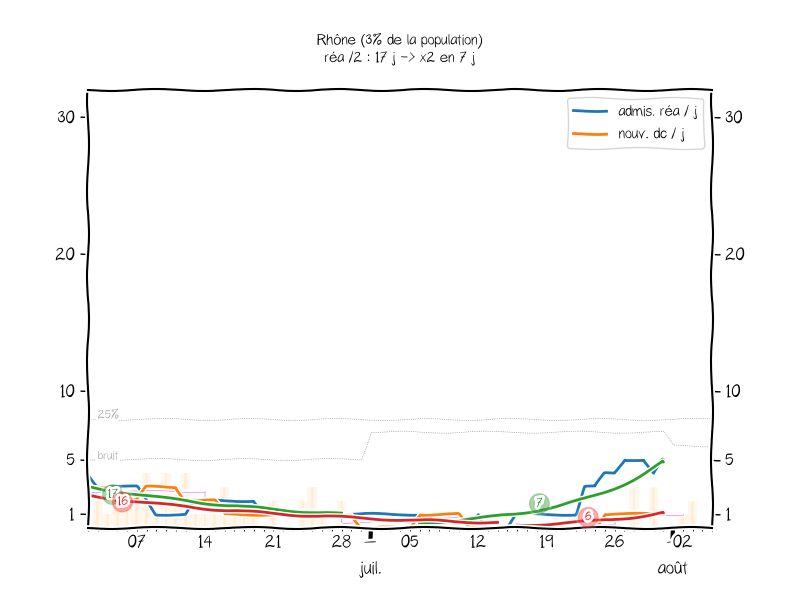 Rhône (3% de la population)
réa /2 : 17 j -> x2 en 7 j
admis. réa / j
nouv. dc / j
30
30
20
20
10
10
25%
bruit
5
5
17
16
7
6
1
1
07 14 21 28 05 12 19 26 02
juil. août